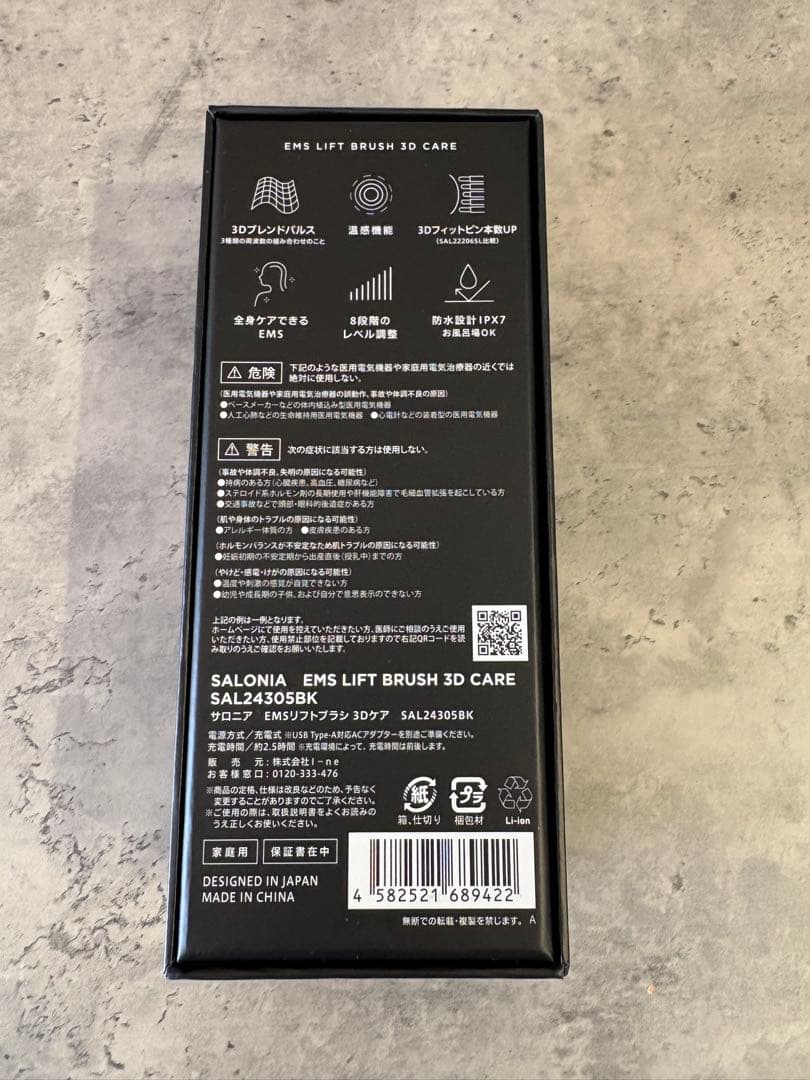 EMS LIFT BRUSH 3D CARE
3Dブレンドパルス
3種類の周波数の組み合わせのこと
温感機能
3DフィットピンN本数UP
(SAL22206SL比較)
全身ケアできる
EMS
8段階の
レベル調整
防水設計IPX7
お風呂場OK
危険
下記のような医用電気機器や家庭用電気治療器の近くでは
絶対に使用しない。
(医用電気機器や家庭用電気治療器の誤動作、事故や体調不良の原因)
●ペースメーカーなどの体内植込み型医用電気機器
●人工心肺などの生命維持用医用電気機器 ●心電計などの装着型の医用電気機器
警告
次の症状に該当する方は使用しない。
(事故や体調不良、失明の原因になる可能性)
●持病のある方(心臓疾患、高血圧、糖尿病など)
●ステロイド系ホルモン剤の長期使用や肝機能障害で毛細血管拡張を起こしている方
●交通事故などで頭部・眼科的後遺症がある方
(肌や身体のトラブルの原因になる可能性)
●アレルギー体質の方 ●皮膚疾患のある方
(ホルモンバランスが不安定なため肌トラブルの原因になる可能性)
●妊娠初期の不安定期から出産直後(授乳中)までの方
(やけど・感電・けがの原因になる可能性)
●温度や刺激の感覚が自覚できない方
●幼児や成長期の子供、および自分で意思表示のできない方
上記の例は一例となります。
ホームページにて使用を控えていただきたい方、医師にご相談のうえご使用
いただきたい方、使用禁止部位を記載しておりますので右記QRコードを読
み取りのうえご確認をお願いいたします。
SALONIA EMS LIFT BRUSH 3D CARE
SAL24305BK
サロニア EMSリフトブラシ 3Dケア SAL24305BK
電源方式/充電式 ※USB Type-A対応ACアダプターを別途ご準備ください。
充電時間/約2.5時間 ※充電環境によって、充電時間は前後します。
販売元:株式会社I-ne
お客様窓口:0120-333-476
※商品の定格、仕様は改良などのため、予告なく
変更することがありますのでご了承ください。
※ご使用の際は、取扱説明書をよくお読みの
うえ正しくお使いください。
紙
箱、仕切り
プラ
梱包材
Li-ion
家庭用
保証書在中
DESIGNED IN JAPAN
MADE IN CHINA
4 582521 689422
無断での転載・複製を禁じます。 A